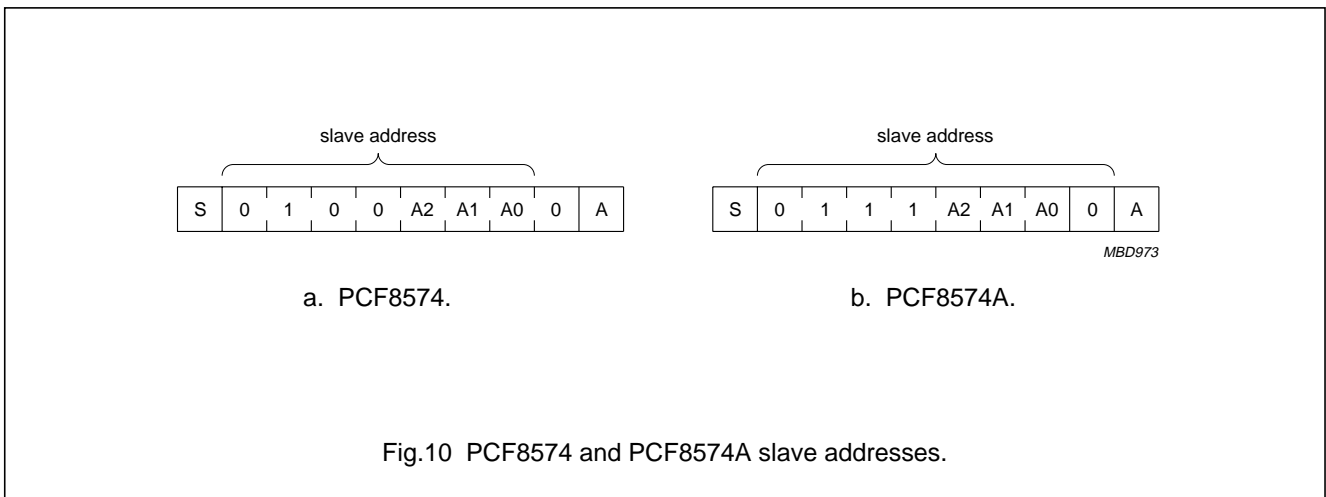 slave address
S 0 1 0 0 A2 A1 A0 0 A
a. PCF8574.
slave address
S 0 1 1 1 A2 A1 A0 0 A
MBD973
b. PCF8574A.
Fig.10 PCF8574 and PCF8574A slave addresses.